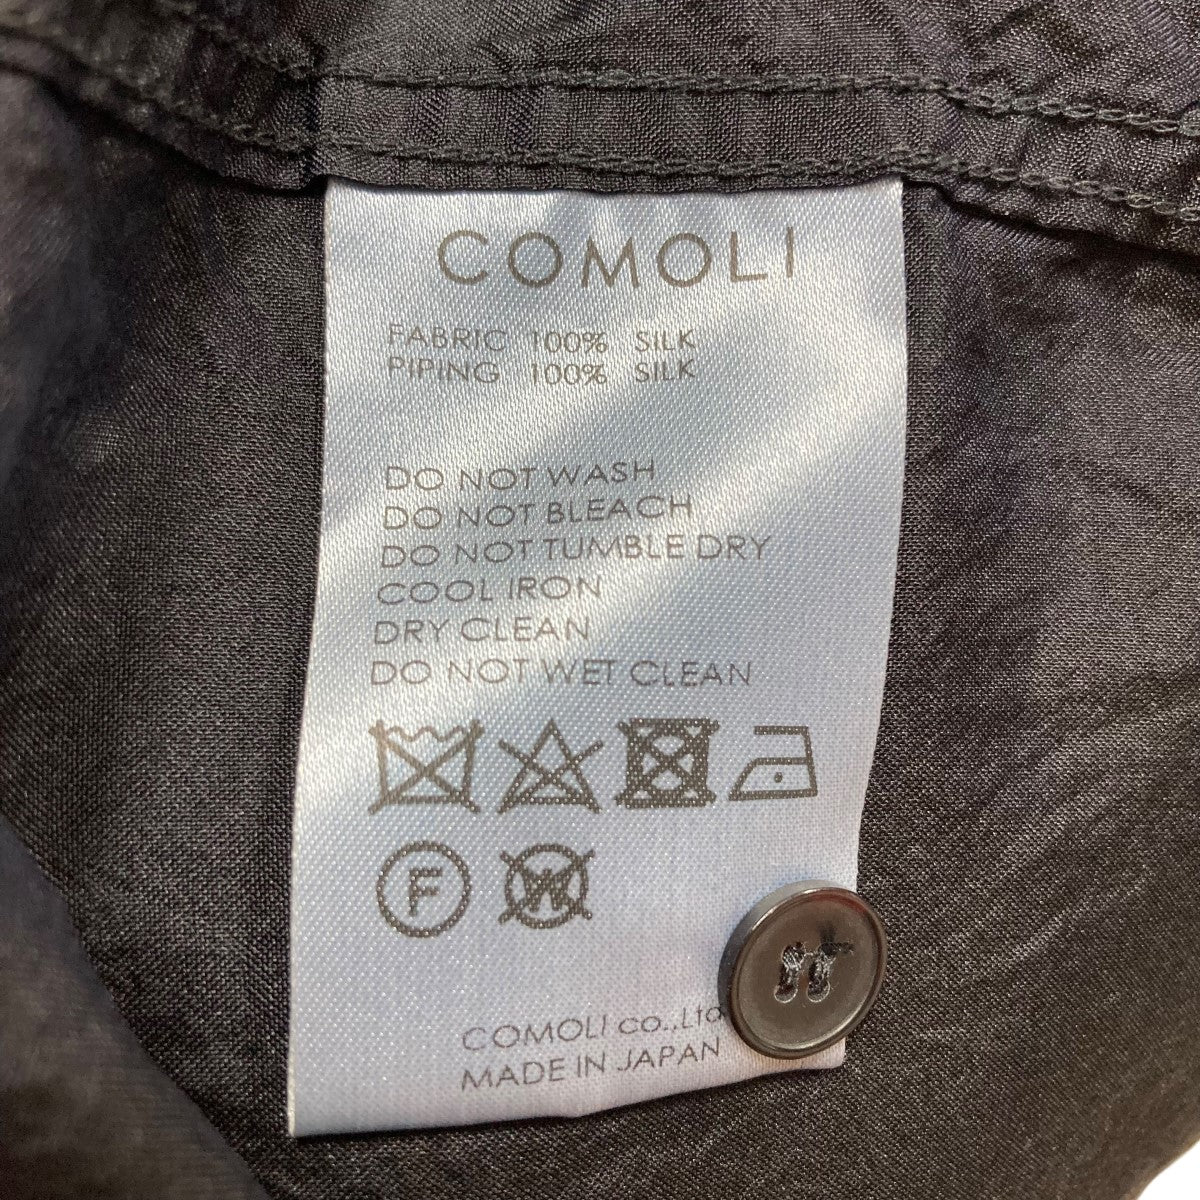 COMOLI
FABRIC 100% SILK
PIPING 100% SILK
DO NOT WASH
DO NOT BLEACH
DO NOT TUMBLE DRY
COOL IRON
DRY CLEAN
DO NOT WET CLEAN
F W
COMOLI co.,Ltd
MADE IN JAPAN